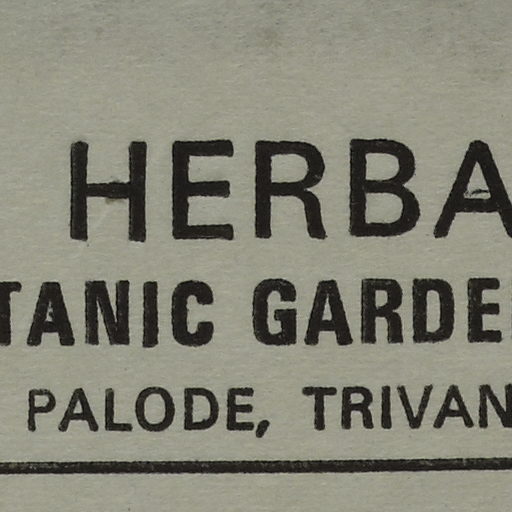 HERBA
TANIC GARDE
PALODE, TRIVAN